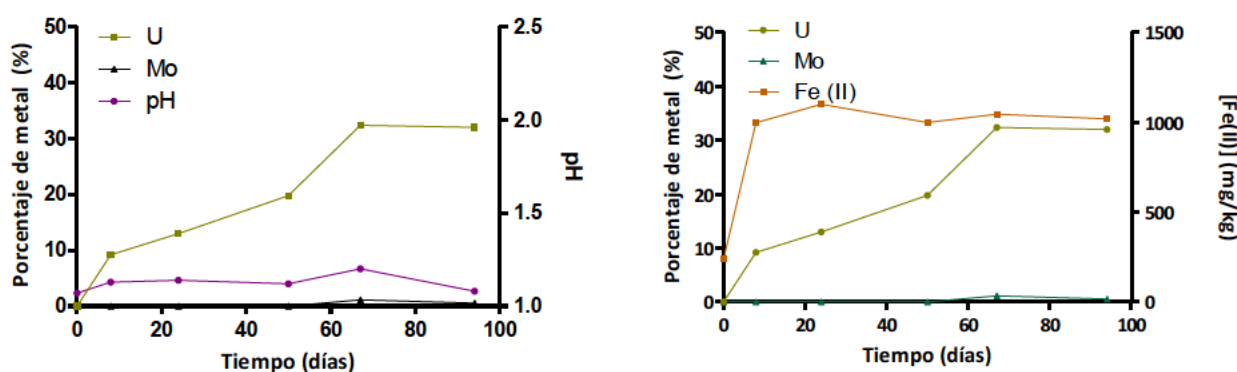 50
40
30
20
10
0
Porcentaje de metal (%)
U
Mo
pH
2.5
2.0
1.5
1.0
pH
0 20 40 60 80 100
Tiempo (días)
50
40
30
20
10
0
Porcentaje de metal (%)
U
Mo
Fe (II)
1500
1000
500
0
[Fe(II)] (mg/kg)
0 20 40 60 80 100
Tiempo (días)